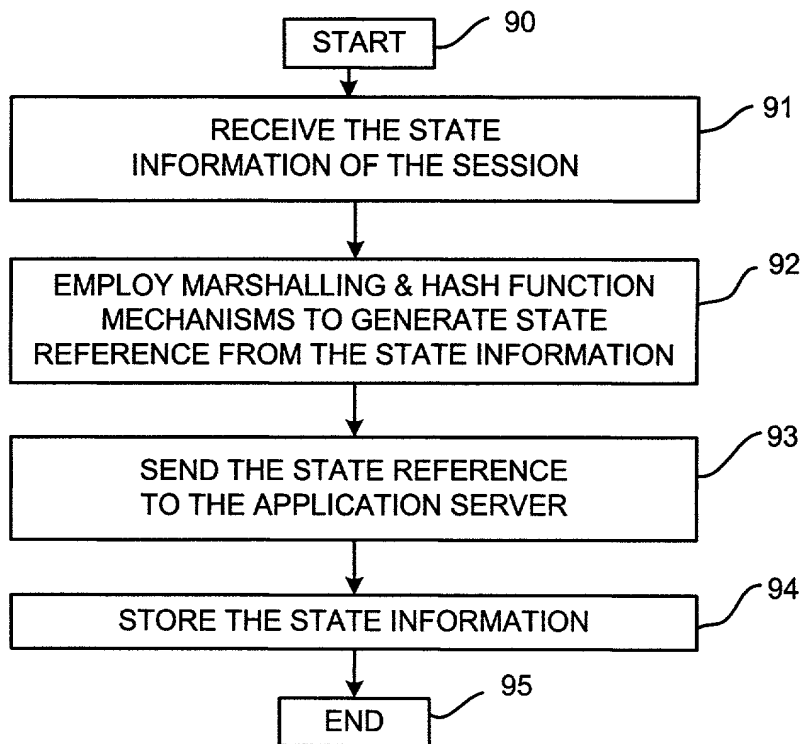 START
90
RECEIVE THE STATE
INFORMATION OF THE SESSION
91
EMPLOY MARSHALLING & HASH FUNCTION
MECHANISMS TO GENERATE STATE
REFERENCE FROM THE STATE INFORMATION
92
SEND THE STATE REFERENCE
TO THE APPLICATION SERVER
93
STORE THE STATE INFORMATION
94
END
95